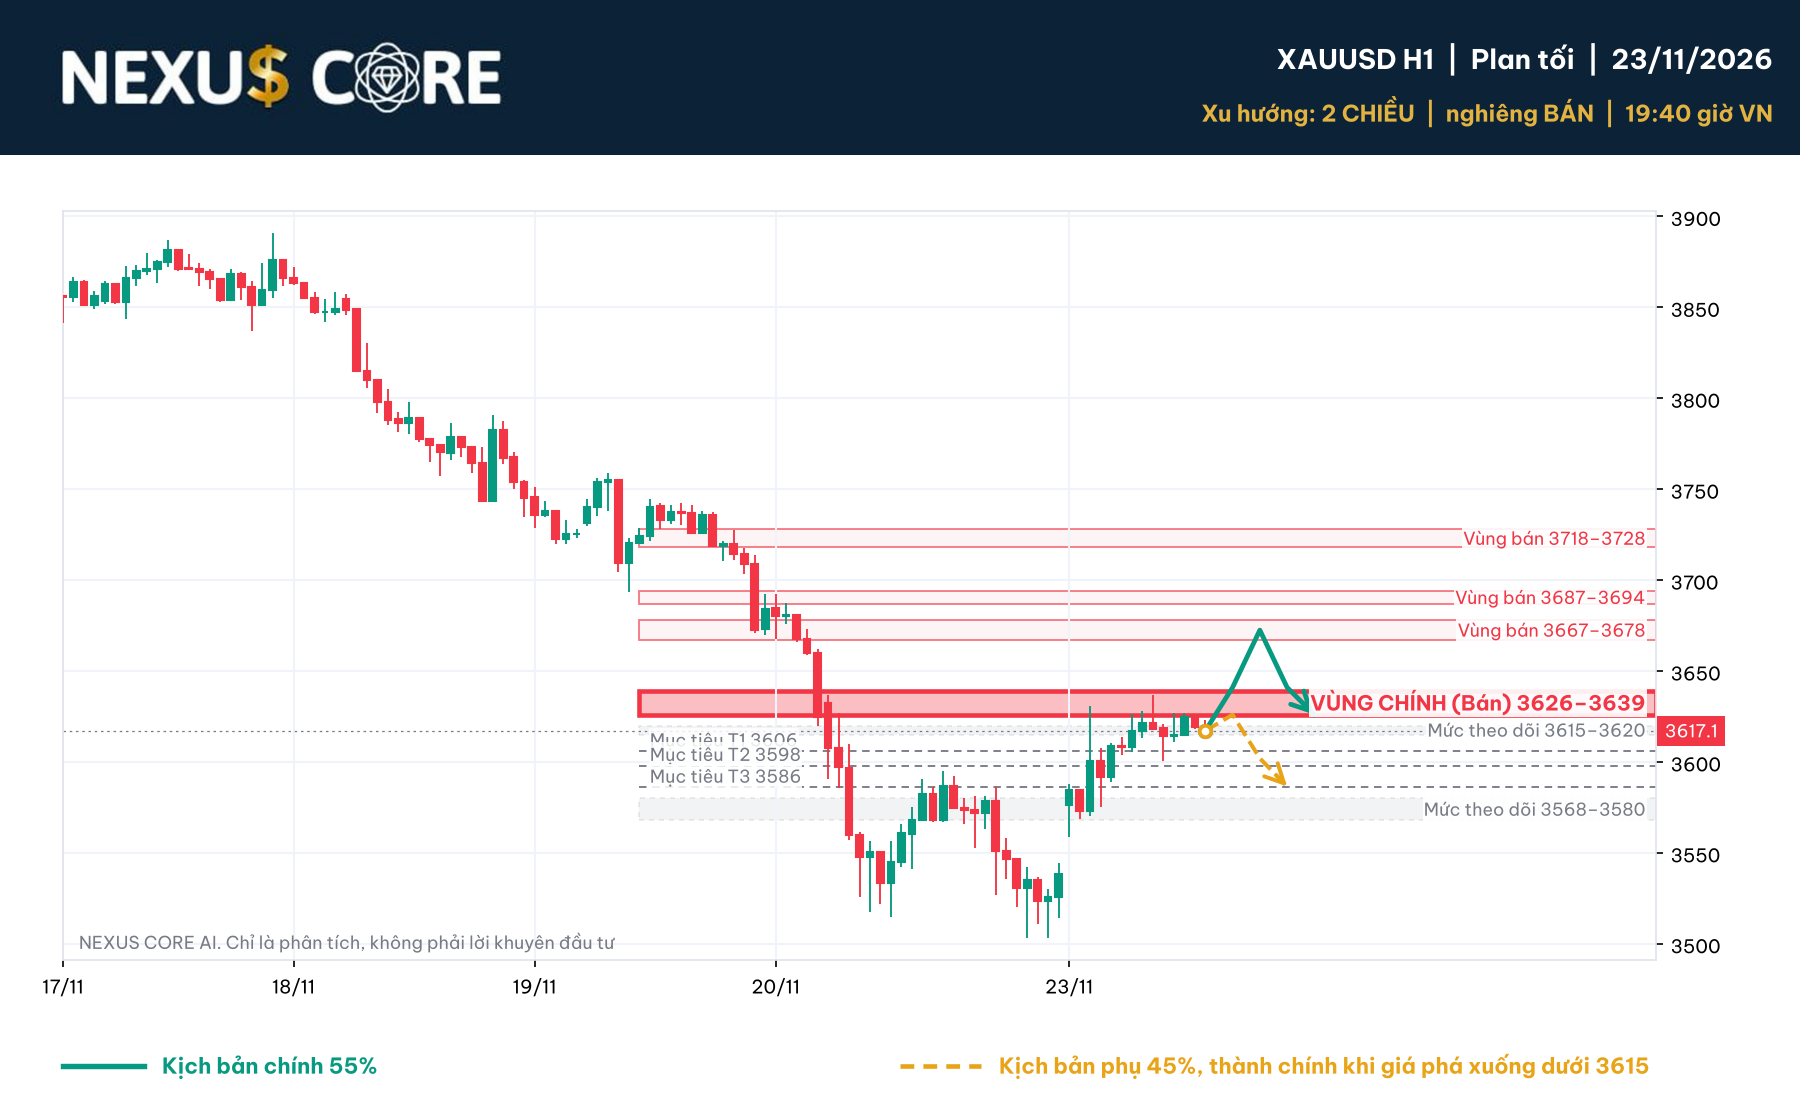 NEXU$ CORE
XAUUSD H1 | Plan tối | 23/11/2026
Xu hướng: 2 CHIỀU | nghiêng BÁN | 19:40 giờ VN
3900
3850
3800
3750
3700
3650
3617.1
3600
3550
3500
Vùng bán 3718–3728
Vùng bán 3687–3694
Vùng bán 3667–3678
VÙNG CHÍNH (Bán) 3626–3639
Mức theo dõi 3615–3620
Mục tiêu T1 3606
Mục tiêu T2 3598
Mục tiêu T3 3586
Mức theo dõi 3568–3580
NEXUS CORE AI. Chỉ là phân tích, không phải lời khuyên đầu tư
17/11
18/11
19/11
20/11
23/11
Kịch bản chính 55%
Kịch bản phụ 45%, thành chính khi giá phá xuống dưới 3615